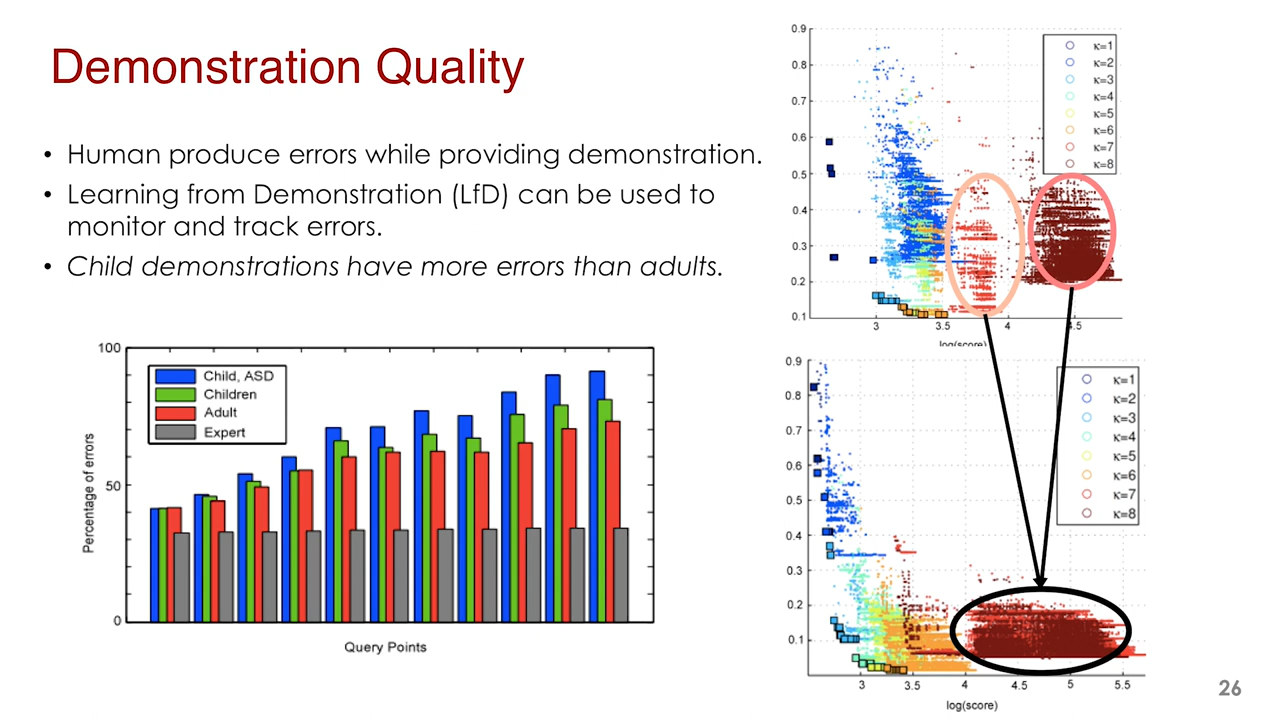 Demonstration Quality
• Human produce errors while providing demonstration.
• Learning from Demonstration (LfD) can be used to
monitor and track errors.
• Child demonstrations have more errors than adults.
100
50
0
Percentage of errors
Child, ASD
Children
Adult
Expert
Query Points
0.9
0.8
0.7
0.6
0.5
0.4
0.3
0.2
0.1
3
3.5
4
4.5
log(score)
κ=1
κ=2
κ=3
κ=4
κ=5
κ=6
κ=7
κ=8
0.9
0.8
0.7
0.6
0.5
0.4
0.3
0.2
0.1
3
3.5
4
4.5
5
5.5
log(score)
κ=1
κ=2
κ=3
κ=4
κ=5
κ=6
κ=7
κ=8
26